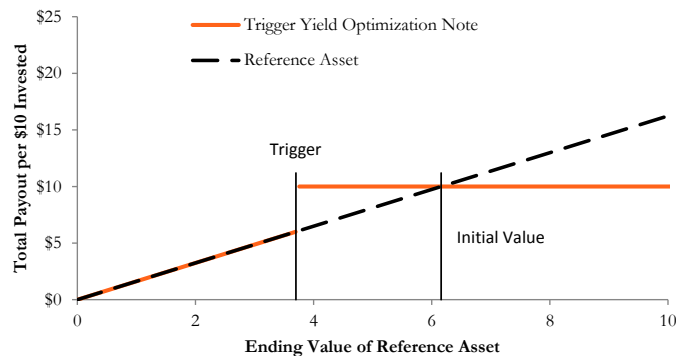 $25
$20
$15
$10
$5
$0
Total Payout per $10 Invested
Trigger Yield Optimization Note
Reference Asset
Trigger
Initial Value
0 2 4 6 8 10
Ending Value of Reference Asset